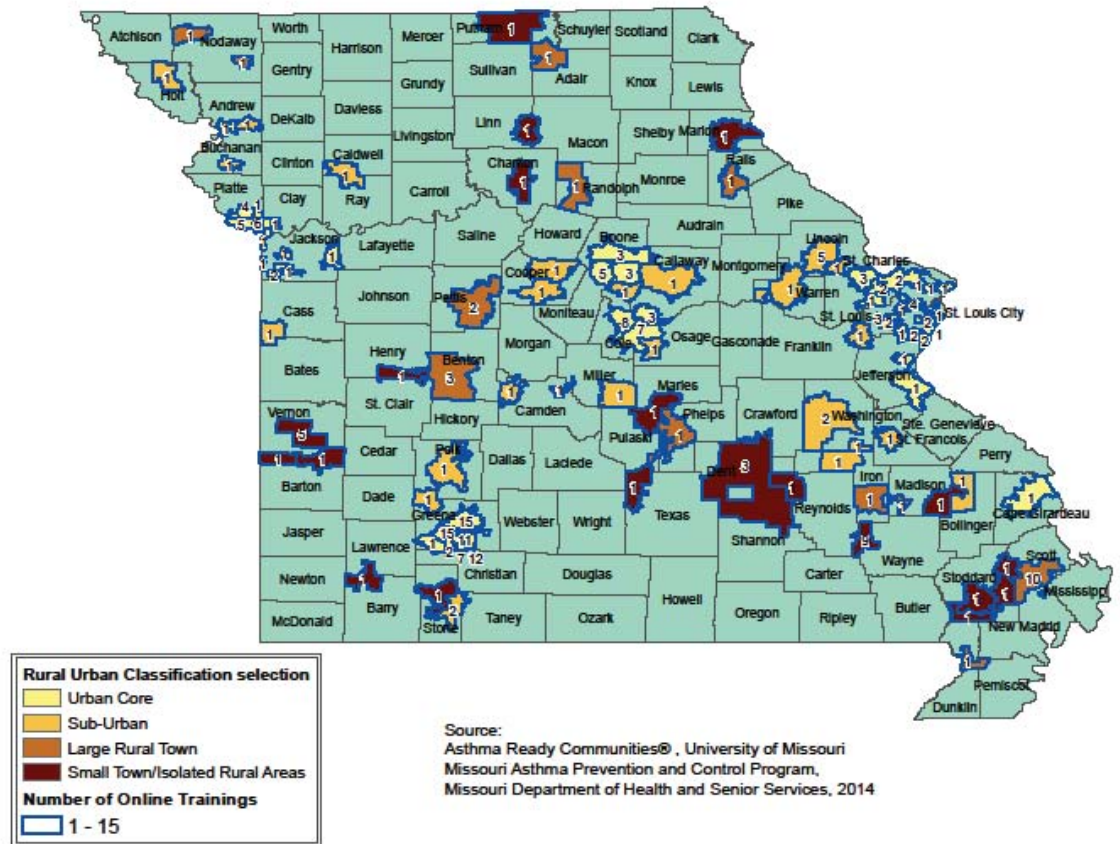 Atchison
Nodaway
Worth
Harrison
Mercer
Putnam
Schuyler
Scotland
Clark
Holt
Gentry
Grundy
Sullivan
Adair
Knox
Lewis
Andrew
DeKalb
Daviess
Livingston
Linn
Macon
Shelby
Marion
Buchanan
Clinton
Caldwell
Chariton
Randolph
Monroe
Ralls
Platte
Clay
Ray
Carroll
Pike
Audrain
Jackson
Lafayette
Saline
Howard
Boone
Callaway
Montgomery
Lincoln
St. Charles
Cooper
Warren
Johnson
Pettis
Moniteau
St. Louis
St. Louis City
Cass
Cole
Osage
Gasconade
Franklin
Morgan
Henry
Benton
Miller
Jefferson
Bates
Maries
St. Clair
Camden
Hickory
Phelps
Crawford
Washington
Ste. Genevieve
St. Francois
Vernon
Pulaski
Perry
Cedar
Polk
Dallas
Laclede
Dent
Iron
Madison
Barton
Dade
Reynolds
Bollinger
Cape Girardeau
Greene
Webster
Wright
Texas
Shannon
Jasper
Lawrence
Wayne
Scott
Christian
Douglas
Carter
Stoddard
Mississippi
Newton
Barry
Howell
Butler
McDonald
Stone
Taney
Ozark
Oregon
Ripley
New Madrid
Pemiscot
Dunklin
Rural Urban Classification selection
Urban Core
Sub-Urban
Large Rural Town
Small Town/Isolated Rural Areas
Number of Online Trainings
1 - 15
Source:
Asthma Ready Communities® , University of Missouri
Missouri Asthma Prevention and Control Program,
Missouri Department of Health and Senior Services, 2014